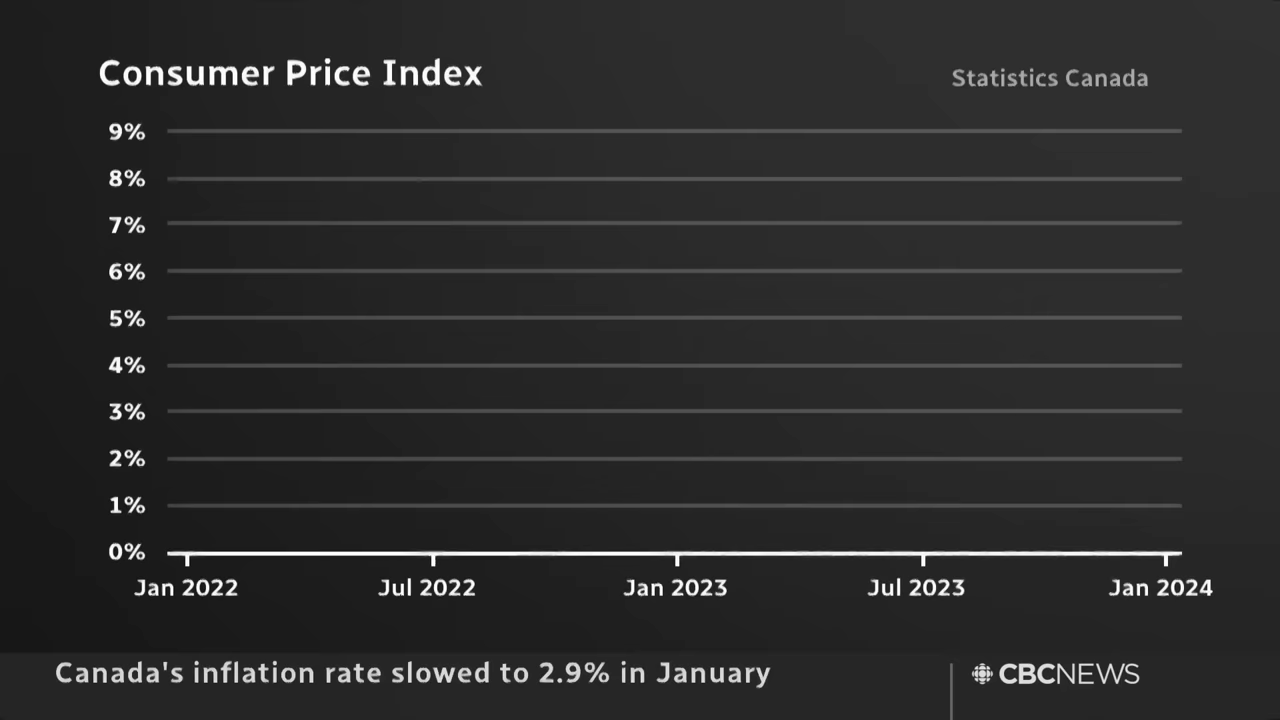 Consumer Price Index
Statistics Canada
9%
8%
7%
6%
5%
4%
3%
2%
1%
0%
Jan 2022 Jul 2022 Jan 2023 Jul 2023 Jan 2024
Canada's inflation rate slowed to 2.9% in January
CBCNEWS